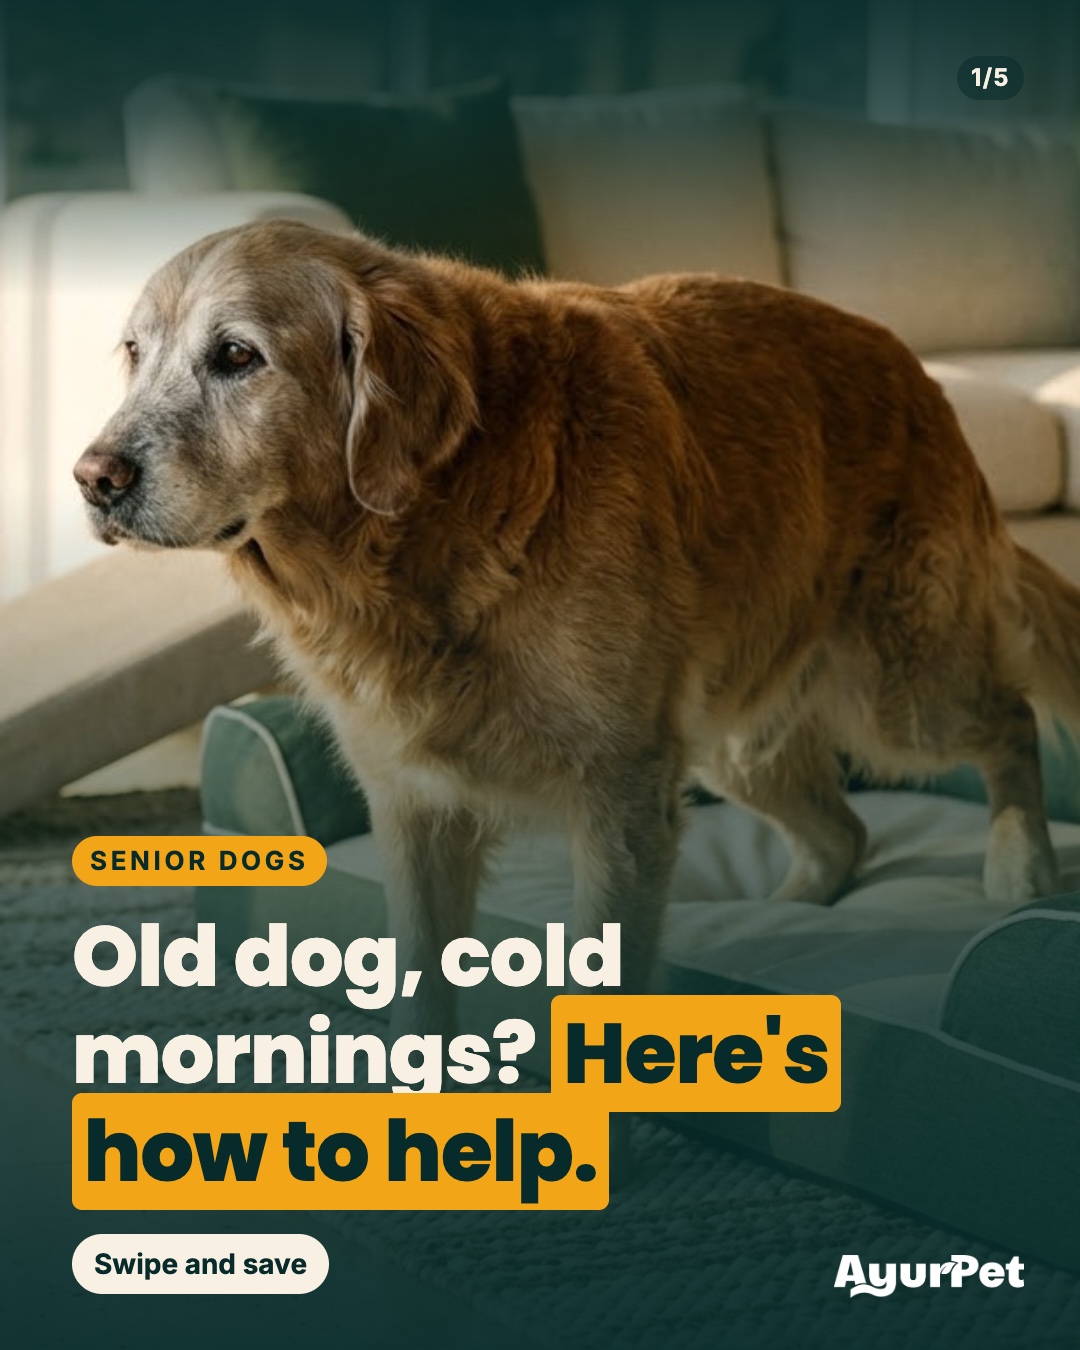 1/5
SENIOR DOGS
Old dog, cold
mornings? Here's
how to help.
Swipe and save
AyurPet